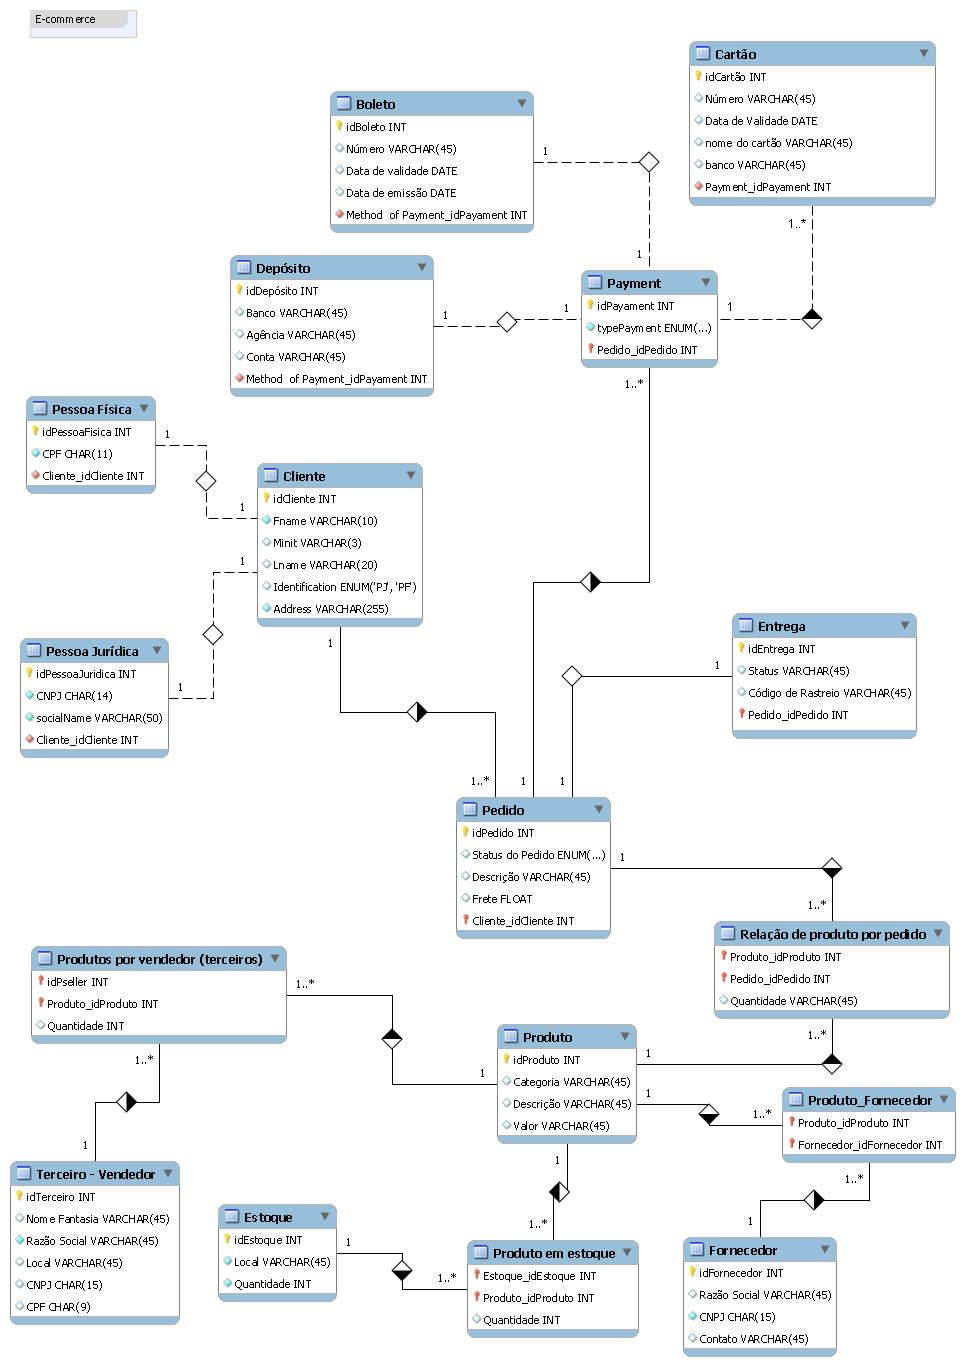 E-commerce
Cartão
idCartão INT
Número VARCHAR(45)
Data de Validade DATE
nome do cartão VARCHAR(45)
banco VARCHAR(45)
Payment_idPayament INT
1..*
Boleto
idBoleto INT
Número VARCHAR(45)
Data de validade DATE
Data de emissão DATE
Method of Payment_idPayament INT
1
1
Depósito
idDepósito INT
Banco VARCHAR(45)
Agência VARCHAR(45)
Conta VARCHAR(45)
Method of Payment_idPayament INT
1
1
Payment
idPayament INT
typePayment ENUM(...)
Pedido_idPedido INT
1
1..*
Pessoa Física
idPessoaFisica INT
CPF CHAR(11)
Cliente_idCliente INT
1
1
Cliente
idCliente INT
Fname VARCHAR(10)
Minit VARCHAR(3)
Lname VARCHAR(20)
Identification ENUM('PJ', 'PF')
Address VARCHAR(255)
1
1
Pessoa Jurídica
idPessoaJuridica INT
CNPJ CHAR(14)
socialName VARCHAR(50)
Cliente_idCliente INT
1
Entrega
idEntrega INT
Status VARCHAR(45)
Código de Rastreio VARCHAR(45)
Pedido_idPedido INT
1
1..*
1
1
Pedido
idPedido INT
Status do Pedido ENUM(...)
Descrição VARCHAR(45)
Frete FLOAT
Cliente_idCliente INT
1
1..*
Relação de produto por pedido
Produto_idProduto INT
Pedido_idPedido INT
Quantidade VARCHAR(45)
1..*
Produtos por vendedor (terceiros)
idPseller INT
Produto_idProduto INT
Quantidade INT
1..*
1..*
1
Produto
idProduto INT
Categoria VARCHAR(45)
Descrição VARCHAR(45)
Valor VARCHAR(45)
1
1
1
1..*
Produto_Fornecedor
Produto_idProduto INT
Fornecedor_idFornecedor INT
1..*
1
1
Terceiro - Vendedor
idTerceiro INT
Nome Fantasia VARCHAR(45)
Razão Social VARCHAR(45)
Local VARCHAR(45)
CNPJ CHAR(15)
CPF CHAR(9)
Estoque
idEstoque INT
Local VARCHAR(45)
Quantidade INT
1
1..*
1..*
Produto em estoque
Estoque_idEstoque INT
Produto_idProduto INT
Quantidade INT
Fornecedor
idFornecedor INT
Razão Social VARCHAR(45)
CNPJ CHAR(15)
Contato VARCHAR(45)